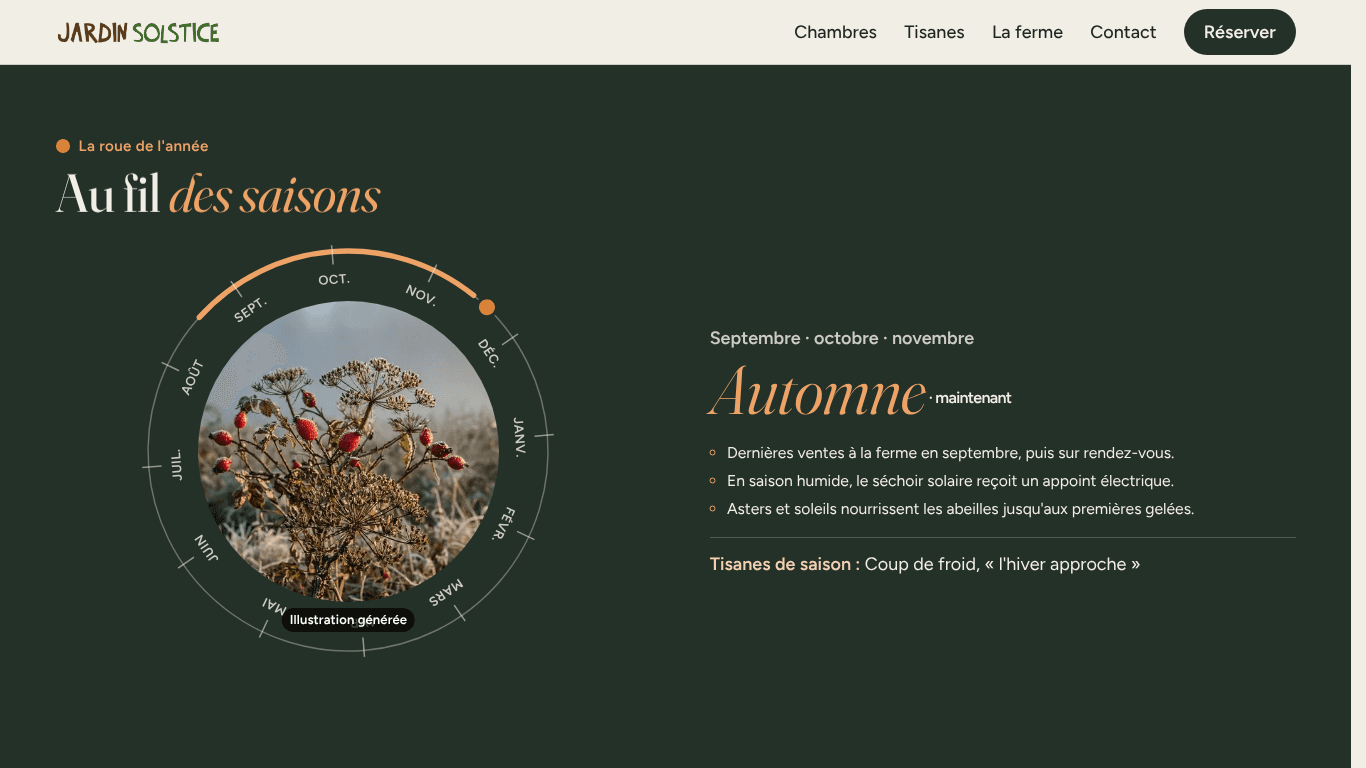 JARDIN SOLSTICE
Chambres
Tisanes
La ferme
Contact
Réserver
La roue de l'année
Au fil des saisons
OCT.
NOV.
DÉC.
JANV.
FÉVR.
MARS
MAI
JUIN
JUIL.
AOÛT
SEPT.
Illustration générée
Septembre · octobre · novembre
Automne · maintenant
Dernières ventes à la ferme en septembre, puis sur rendez-vous.
En saison humide, le séchoir solaire reçoit un appoint électrique.
Asters et soleils nourrissent les abeilles jusqu'aux premières gelées.
Tisanes de saison : Coup de froid, « l'hiver approche »